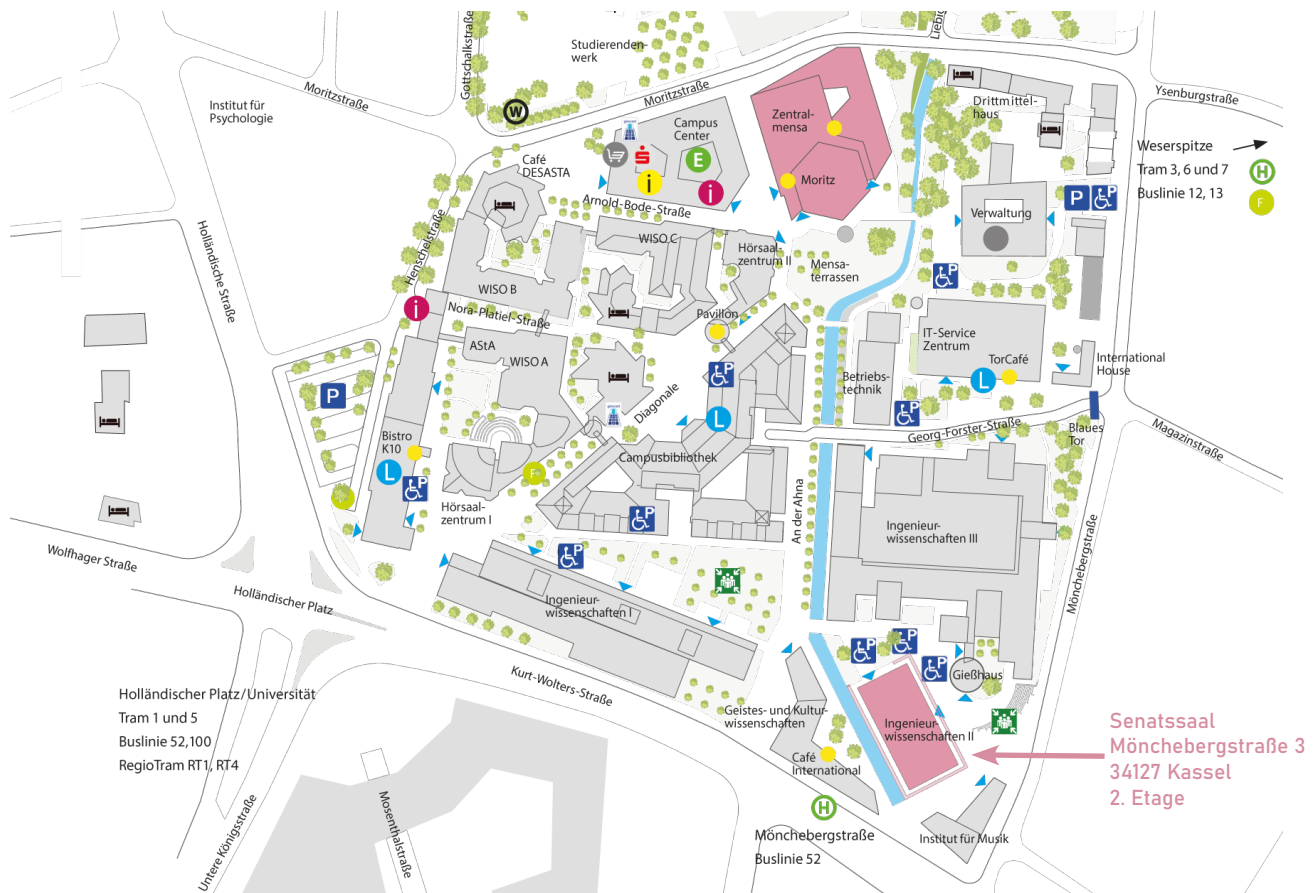 Studierenden-
werk
Gottschalkstraße
Liebig
Moritzstraße
Moritzstraße
Institut für
Psychologie
W
Campus
Center
S
E
i
i
Café
DESASTA
Arnold-Bode-Straße
Zentral-
mensa
Moritz
Drittmittel-
haus
Ysenburgstraße
Weserspitze
Tram 3, 6 und 7
Buslinie 12, 13
H
F
P
P
Verwaltung
Holländische Straße
Henschelstraße
WISO C
Hörsaal-
zentrum II
Mensa-
terrassen
P
WISO B
i
Nora-Platiel-Straße
Pavillon
AStA
WISO A
IT-Service
Zentrum
TorCafé
L
International
House
Betriebs-
technik
P
P
P
Diagonale
L
Georg-Forster-Straße
Blaues
Tor
Magazinstraße
Bistro
K10
L
P
F
Campusbibliothek
Hörsaal-
zentrum I
P
An der Ahna
Ingenieur-
wissenschaften III
Mönchebergstraße
Wolfhager Straße
Holländischer Platz
P
Ingenieur-
wissenschaften I
Kurt-Wolters-Straße
P
P
P
Gießhaus
Holländischer Platz/Universität
Tram 1 und 5
Buslinie 52,100
RegioTram RT1, RT4
Geistes- und Kultur-
wissenschaften
Ingenieur-
wissenschaften II
Café
International
Senatssaal
Mönchebergstraße 3
34127 Kassel
2. Etage
H
Mönchebergstraße
Buslinie 52
Institut für Musik
Untere Königsstraße
Mosenthalstraße